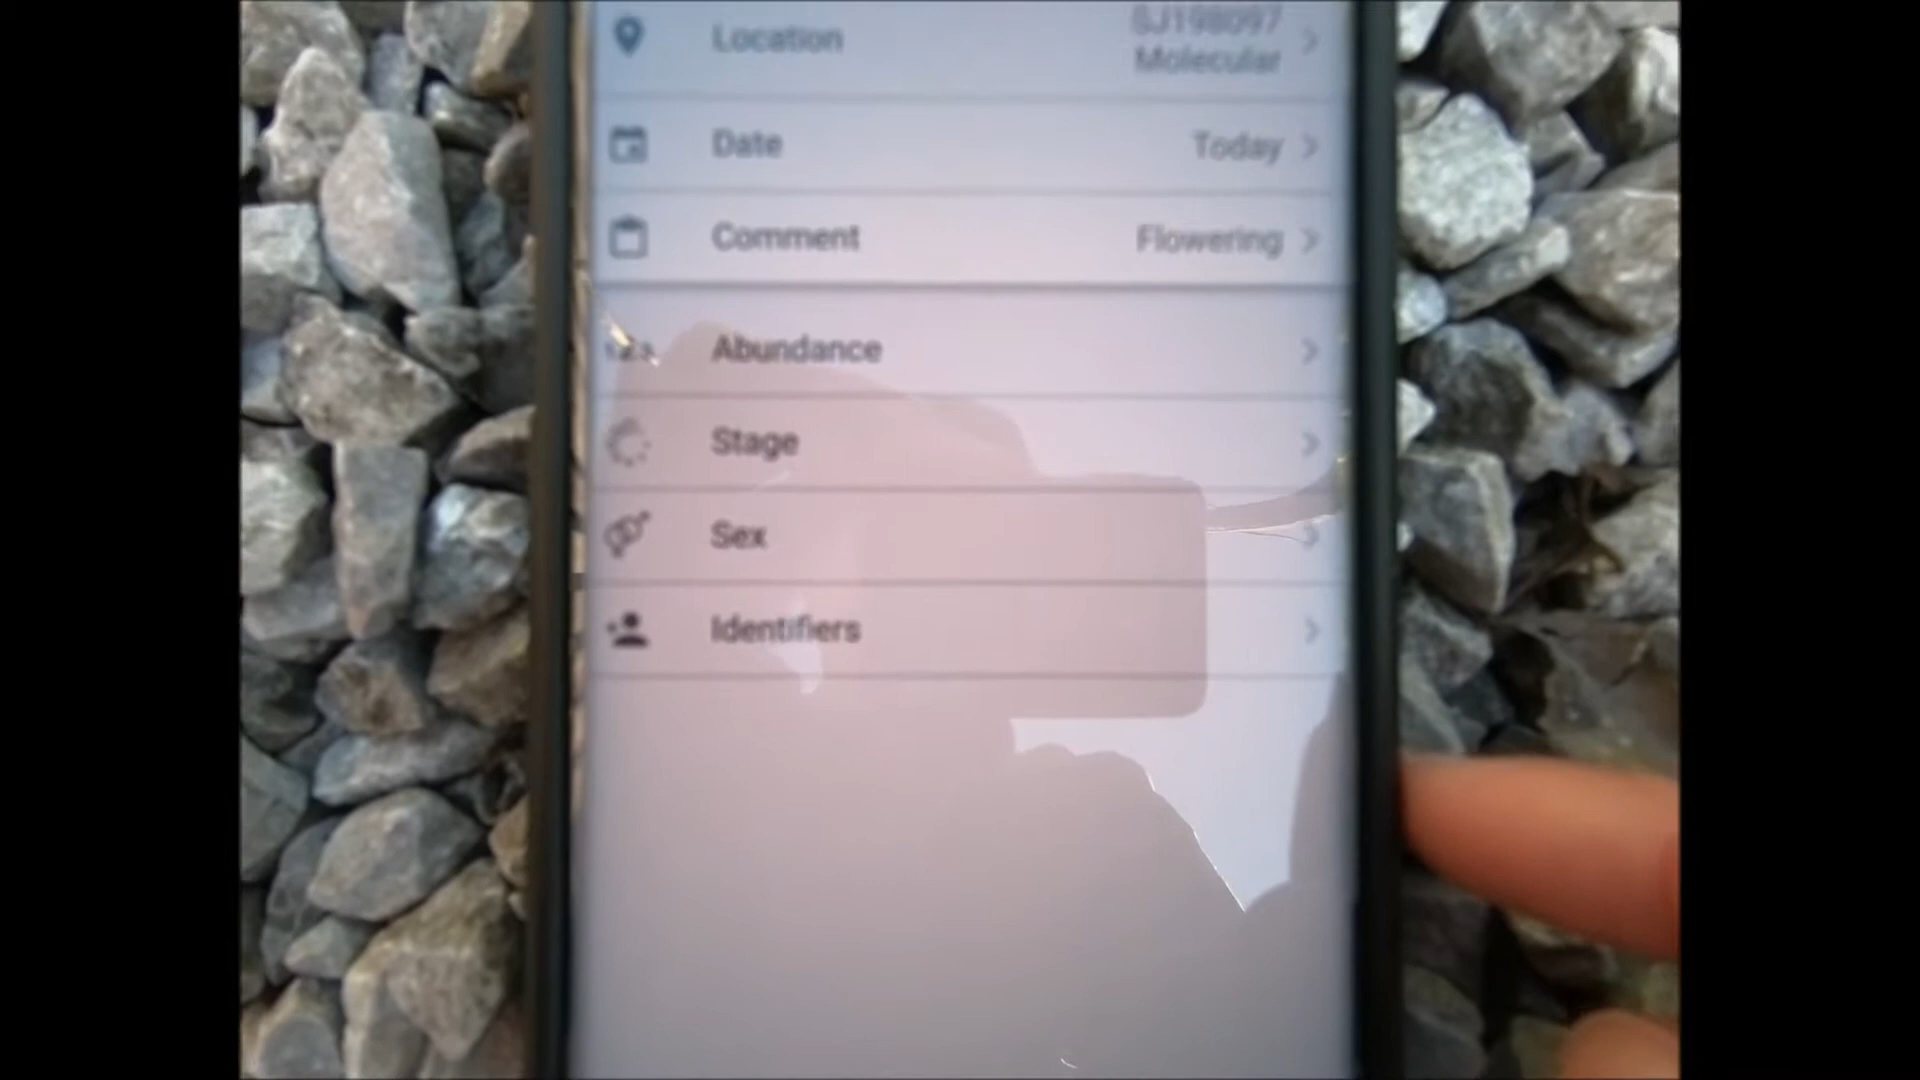 Location
SJ198097
Molecular
Date
Today
Comment
Flowering
Abundance
Stage
Sex
Identifiers